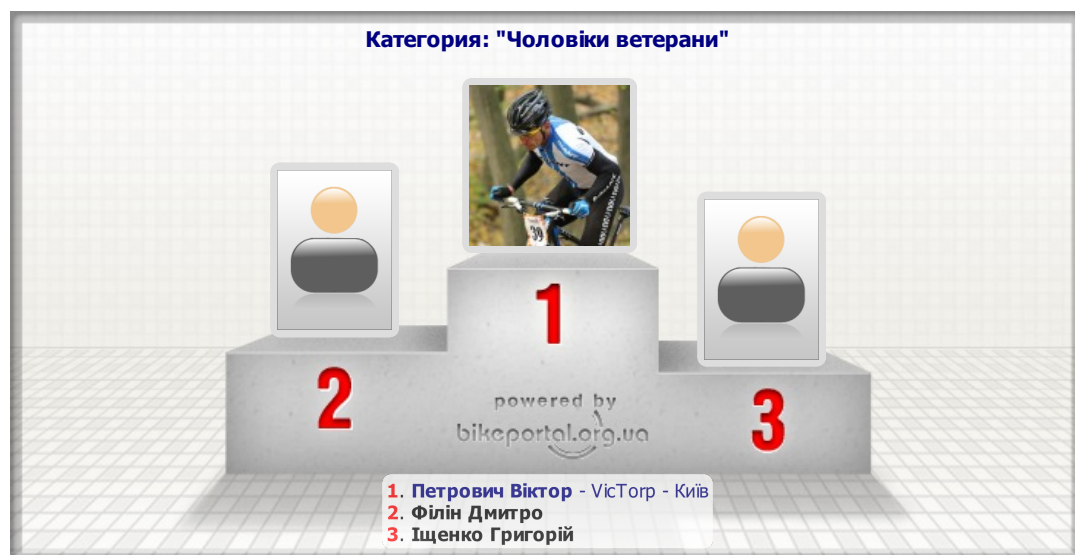 Категория: "Чоловіки ветерани"
39
1
2
3
powered by
bikeportal.org.ua
1. Петрович Віктор - VicTorp - Київ
2. Філін Дмитро
3. Іщенко Григорій